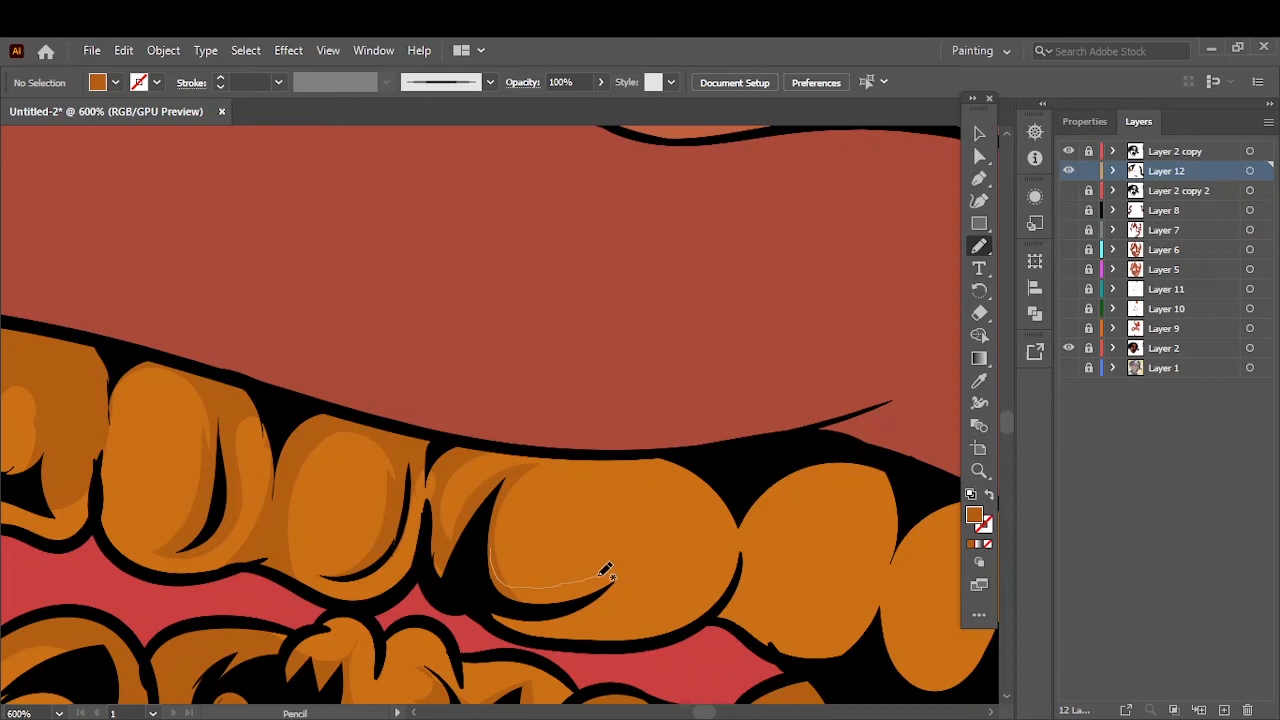 Ai File Edit Object Type Select Effect View Window Help Painting Search Adobe Stock
No Selection Stroke: Opacity: 100% Style: Document Setup Preferences
Untitled-2* @ 600% (RGB/GPU Preview)
Properties Layers
Layer 2 copy
Layer 12
Layer 2 copy 2
Layer 8
Layer 7
Layer 6
Layer 5
Layer 11
Layer 10
Layer 9
Layer 2
Layer 1
600% 1 Pencil 12 La...